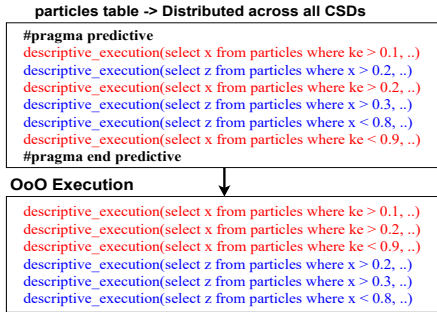 particles table -> Distributed across all CSDs
#pragma predictive
descriptive_execution(select x from particles where ke > 0.1, ..)
descriptive_execution(select z from particles where x > 0.2, ..)
descriptive_execution(select x from particles where ke > 0.2, ..)
descriptive_execution(select z from particles where x > 0.3, ..)
descriptive_execution(select z from particles where x < 0.8, ..)
descriptive_execution(select x from particles where ke < 0.9, ..)
#pragma end predictive
OoO Execution
descriptive_execution(select x from particles where ke > 0.1, ..)
descriptive_execution(select x from particles where ke > 0.2, ..)
descriptive_execution(select x from particles where ke < 0.9, ..)
descriptive_execution(select z from particles where x > 0.2, ..)
descriptive_execution(select z from particles where x > 0.3, ..)
descriptive_execution(select z from particles where x < 0.8, ..)